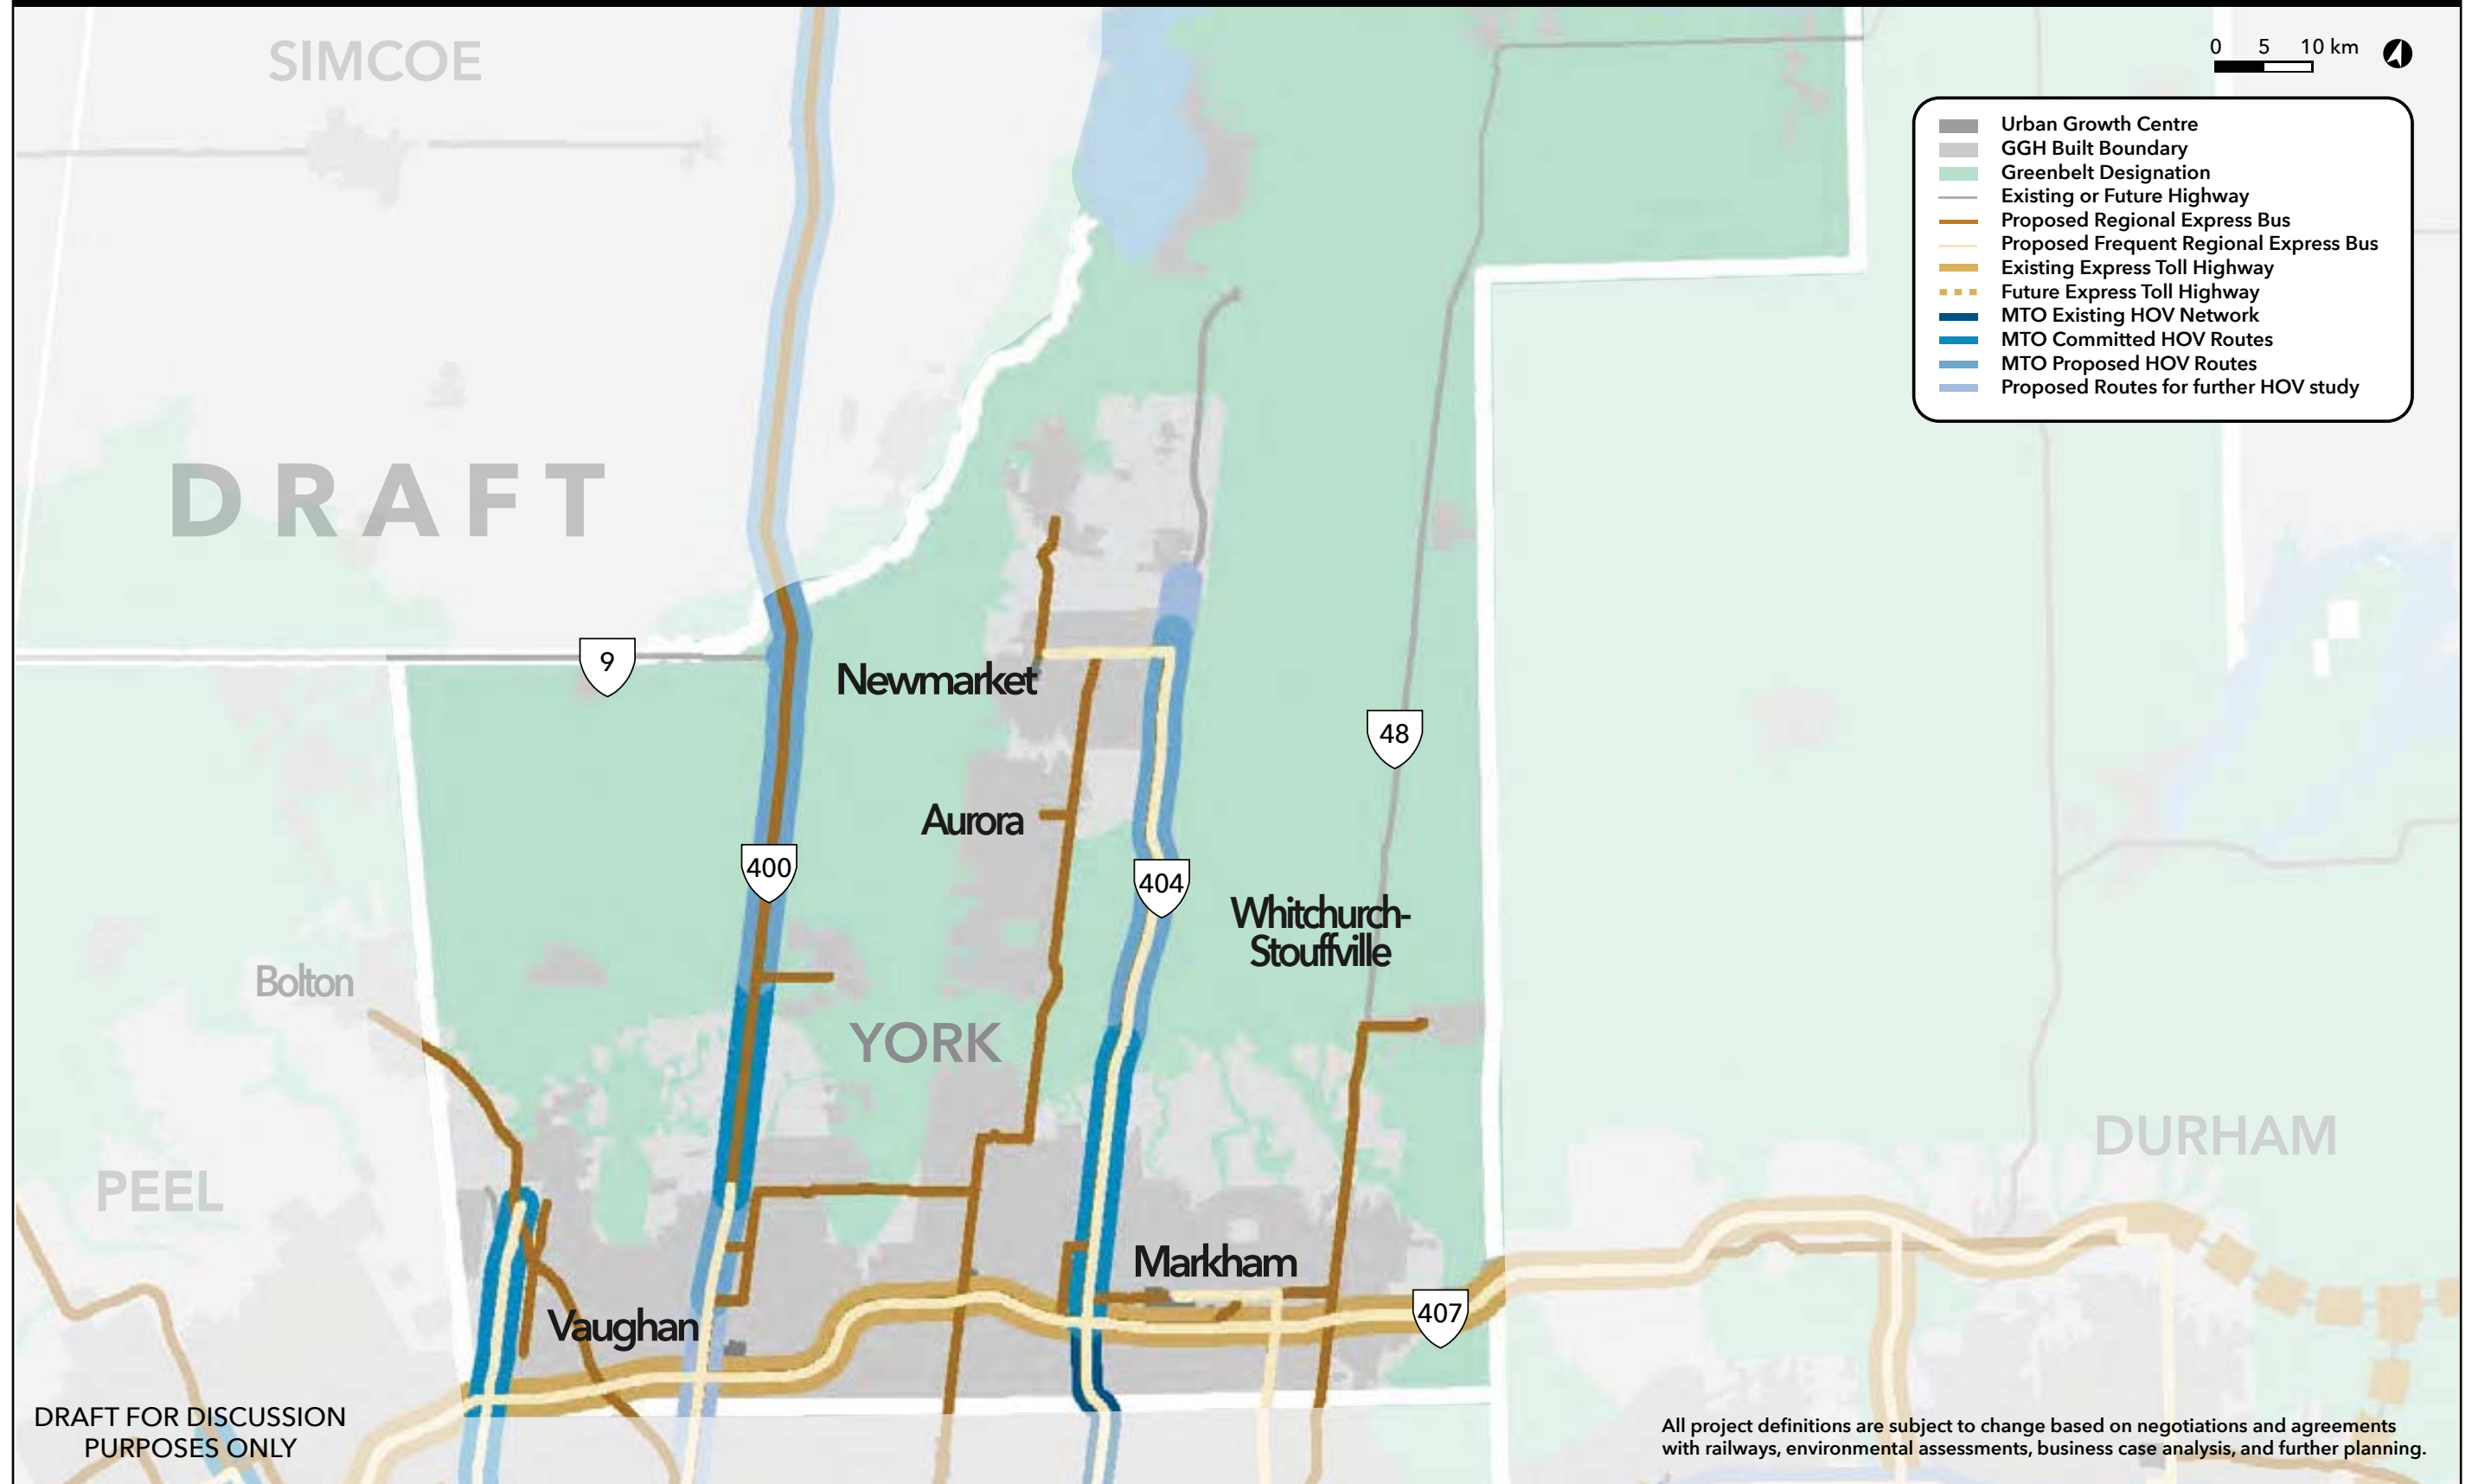 SIMCOE
0 5 10 km
Urban Growth Centre
GGH Built Boundary
Greenbelt Designation
Existing or Future Highway
Proposed Regional Express Bus
Proposed Frequent Regional Express Bus
Existing Express Toll Highway
Future Express Toll Highway
MTO Existing HOV Network
MTO Committed HOV Routes
MTO Proposed HOV Routes
Proposed Routes for further HOV study
DRAFT
9
Newmarket
48
Aurora
400
404
Whitchurch-
Stouffville
Bolton
YORK
DURHAM
PEEL
Markham
407
Vaughan
DRAFT FOR DISCUSSION
PURPOSES ONLY
All project definitions are subject to change based on negotiations and agreements
with railways, environmental assessments, business case analysis, and further planning.